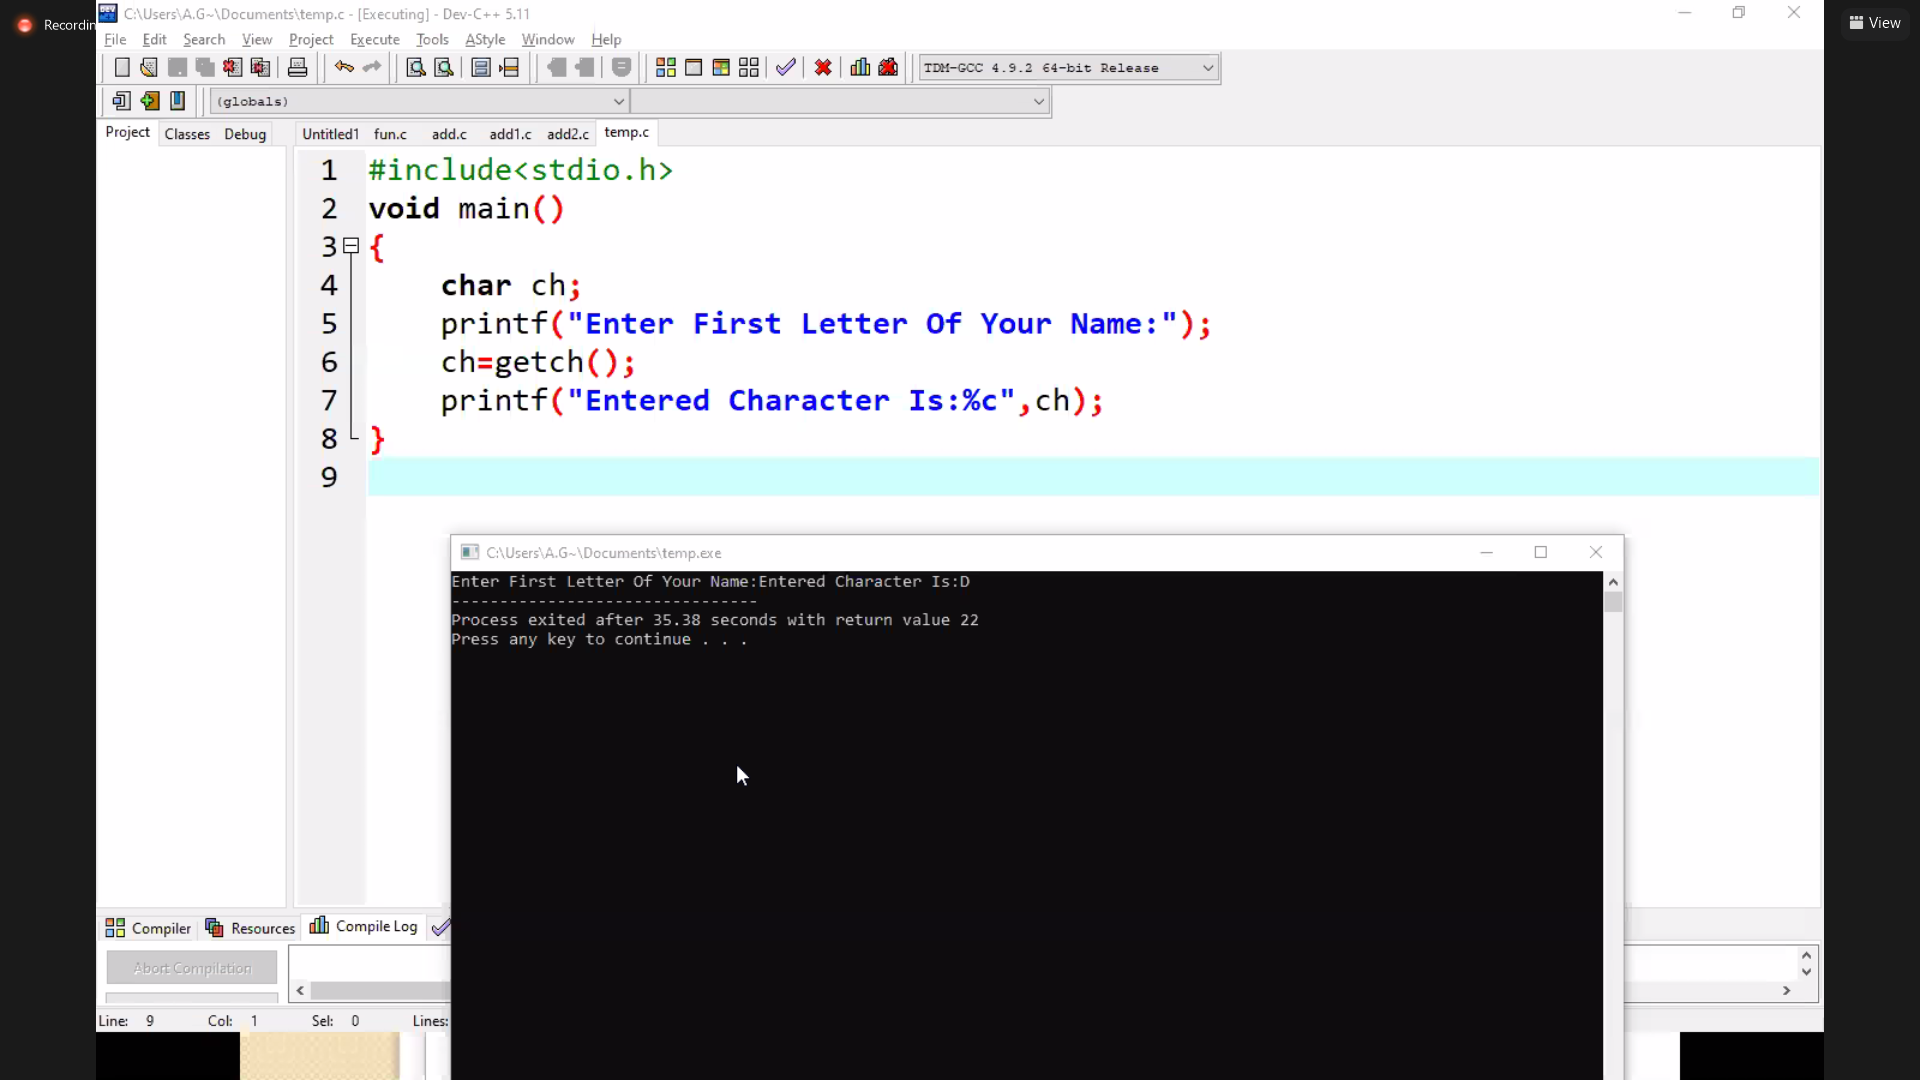 Recordin
View
C:\Users\A.G~\Documents\temp.c - [Executing] - Dev-C++ 5.11
File Edit Search View Project Execute Tools AStyle Window Help
TDM-GCC 4.9.2 64-bit Release
(globals)
Project Classes Debug
Untitled1 fun.c add.c add1.c add2.c temp.c
1 #include<stdio.h>
2 void main()
3 {
4 char ch;
5 printf("Enter First Letter Of Your Name:");
6 ch=getch();
7 printf("Entered Character Is:%c",ch);
8 }
9
C:\Users\A.G~\Documents\temp.exe
Enter First Letter Of Your Name:Entered Character Is:D
--------------------------------
Process exited after 35.38 seconds with return value 22
Press any key to continue . . .
Compiler Resources Compile Log
Abort Compilation
Line: 9 Col: 1 Sel: 0 Lines: